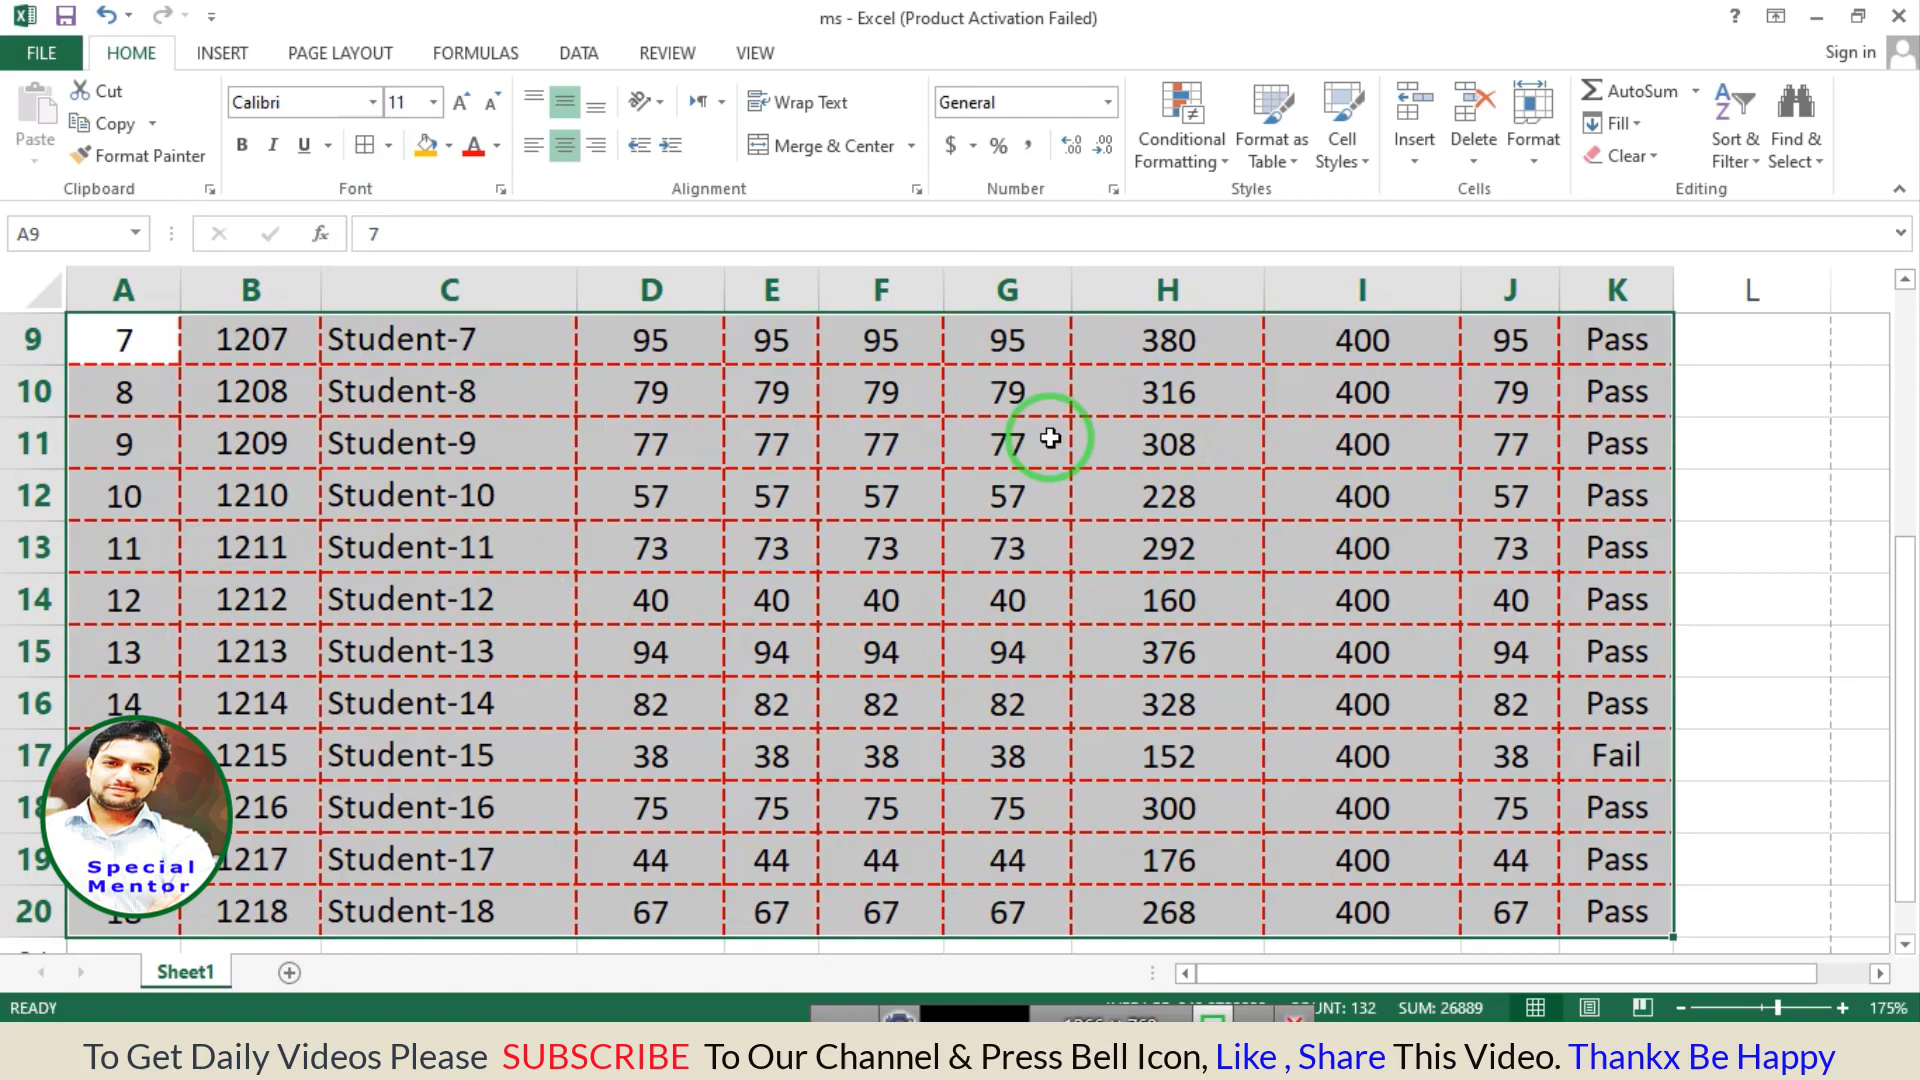 ms - Excel (Product Activation Failed)
FILE HOME INSERT PAGE LAYOUT FORMULAS DATA REVIEW VIEW Sign in
Paste Cut Copy Format Painter Clipboard
Calibri 11 B I U Font
Wrap Text Merge & Center Alignment
General $ % , Number
Conditional Formatting Format as Table Cell Styles Styles
Insert Delete Format Cells
AutoSum Fill Clear Sort & Filter Find & Select Editing
A9 fx 7
A B C D E F G H I J K L
9 7 1207 Student-7 95 95 95 95 380 400 95 Pass
10 8 1208 Student-8 79 79 79 79 316 400 79 Pass
11 9 1209 Student-9 77 77 77 77 308 400 77 Pass
12 10 1210 Student-10 57 57 57 57 228 400 57 Pass
13 11 1211 Student-11 73 73 73 73 292 400 73 Pass
14 12 1212 Student-12 40 40 40 40 160 400 40 Pass
15 13 1213 Student-13 94 94 94 94 376 400 94 Pass
16 14 1214 Student-14 82 82 82 82 328 400 82 Pass
17 1215 Student-15 38 38 38 38 152 400 38 Fail
18 1216 Student-16 75 75 75 75 300 400 75 Pass
19 1217 Student-17 44 44 44 44 176 400 44 Pass
20 18 1218 Student-18 67 67 67 67 268 400 67 Pass
Special
Mentor
Sheet1
READY COUNT: 132 SUM: 26889 175%
To Get Daily Videos Please SUBSCRIBE To Our Channel & Press Bell Icon, Like , Share This Video. Thankx Be Happy